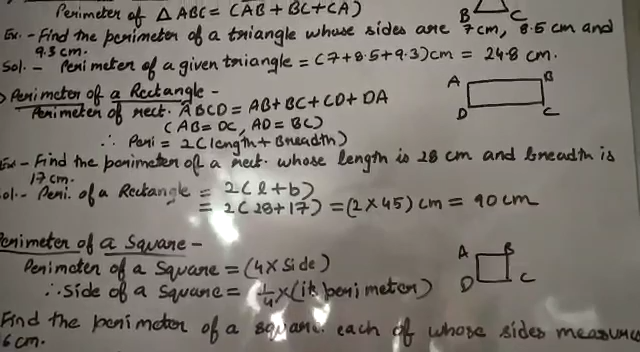 Perimeter of △ABC = (AB + BC + CA)
B C
Ex. - Find the perimeter of a triangle whose sides are 7 cm, 8.5 cm and
9.3 cm.
Sol. - Perimeter of a given triangle = (7+8.5+9.3) cm = 24.8 cm.
Perimeter of a Rectangle -
A B
Perimeter of rect. ABCD = AB + BC + CD + DA
D C
(AB = DC, AD = BC)
∴ Peri = 2(length + Breadth)
Ex - Find the perimeter of a rect. whose length is 28 cm and breadth is
17 cm.
Sol. - Peri. of a Rectangle = 2(l+b)
= 2(28+17) = (2×45) cm = 90 cm
Perimeter of a Square -
A B
Perimeter of a Square = (4×Side)
D C
∴ Side of a Square = 1/4 × (its perimeter)
Find the perimeter of a square. each of whose sides measures
6 cm.